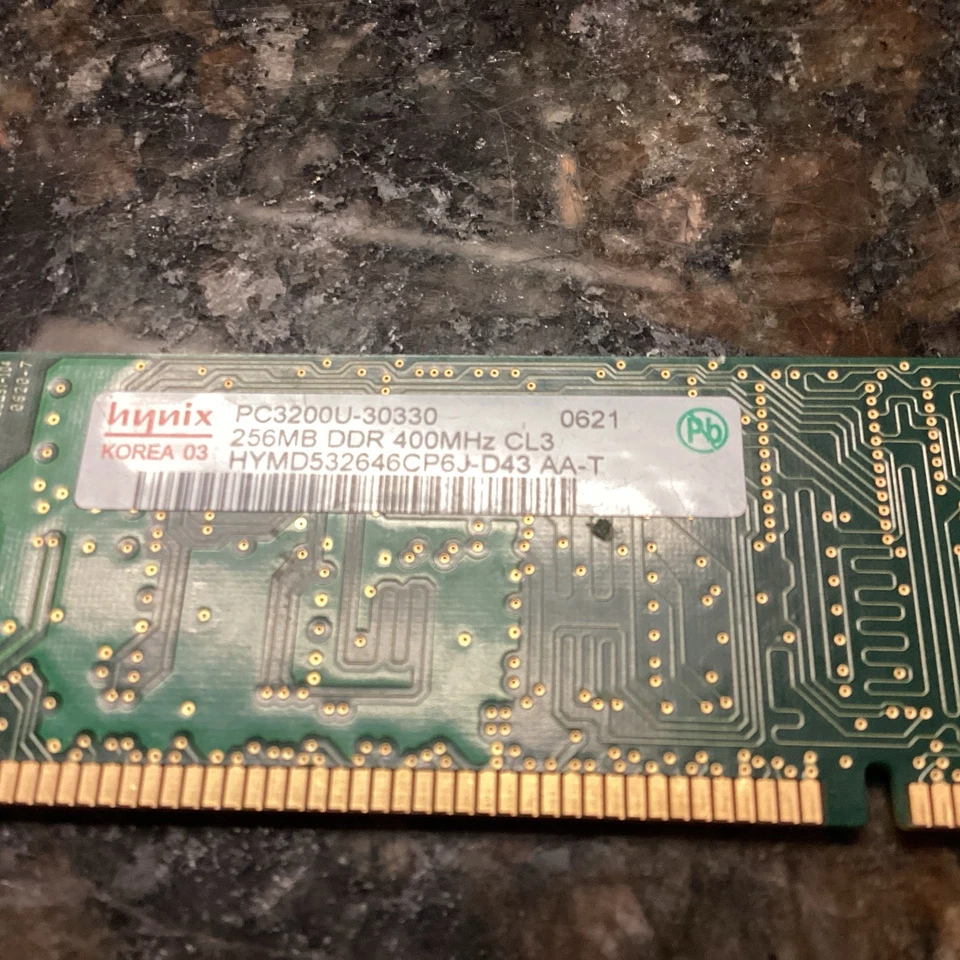 hynix PC3200U-30330 0621
256MB DDR 400MHz CL3
KOREA 03 HYMD532646CP6J-D43 AA-T
Pb